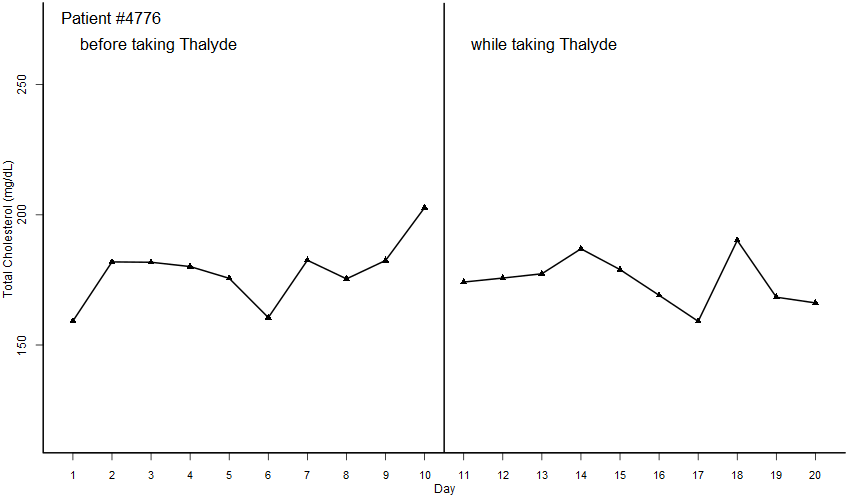 Patient #4776
before taking Thalyde
while taking Thalyde
Total Cholesterol (mg/dL)
250
200
150
1 2 3 4 5 6 7 8 9 10 11 12 13 14 15 16 17 18 19 20
Day